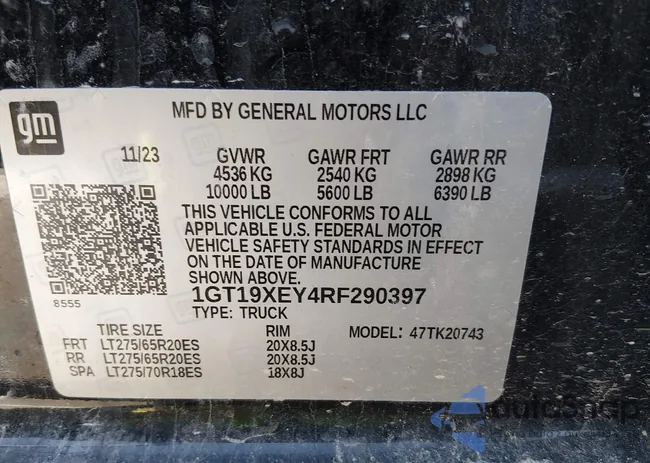 gm
MFD BY GENERAL MOTORS LLC
11/23 GVWR GAWR FRT GAWR RR
4536 KG 2540 KG 2898 KG
10000 LB 5600 LB 6390 LB
THIS VEHICLE CONFORMS TO ALL
APPLICABLE U.S. FEDERAL MOTOR
VEHICLE SAFETY STANDARDS IN EFFECT
ON THE DATE OF MANUFACTURE
SHOWN ABOVE.
8555
1GT19XEY4RF290397
TYPE: TRUCK
TIRE SIZE RIM MODEL: 47TK20743
FRT LT275/65R20ES 20X8.5J
RR LT275/65R20ES 20X8.5J
SPA LT275/70R18ES 18X8J
AutoSnap